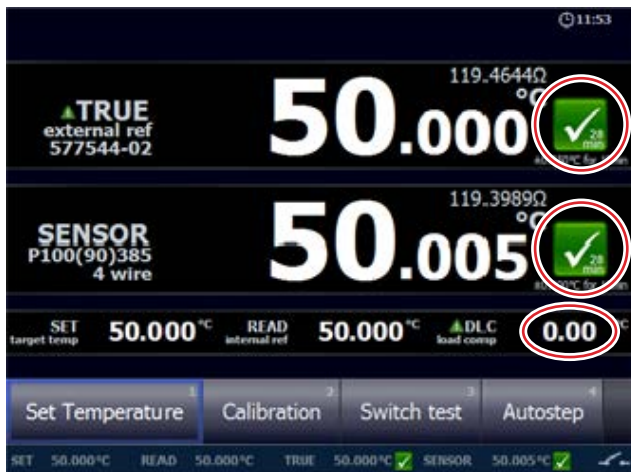 11:53
119.4644Ω
°C
TRUE
external ref
577544-02
50.000
28
min
119.3989Ω
°C
SENSOR
P100(90)385
4 wire
50.005
28
min
SET
target temp
50.000 °C
READ
internal ref
50.000 °C
DLC
load comp
0.00 °C
1
Set Temperature
2
Calibration
3
Switch test
4
Autostep
SET 50.000°C READ 50.000°C TRUE 50.000°C SENSOR 50.005°C